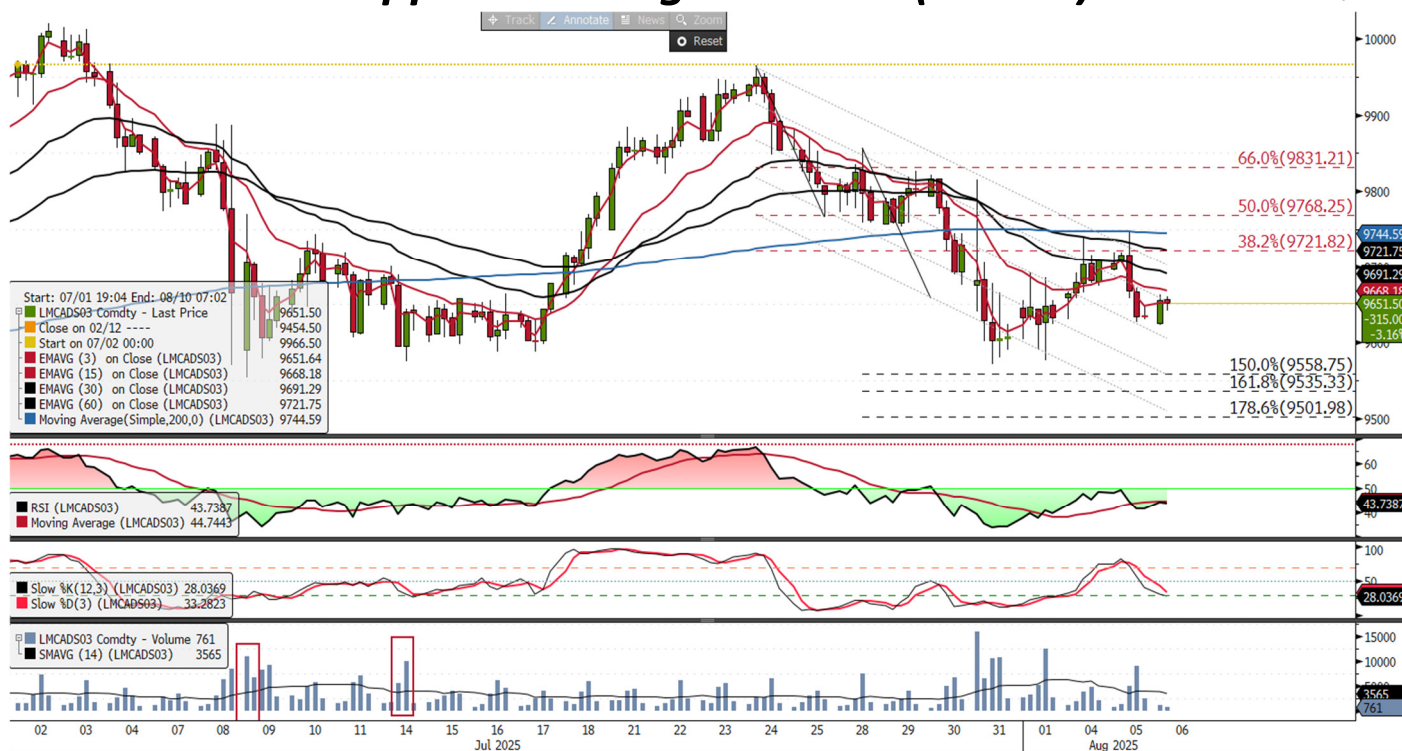 Track Annotate News Zoom
Reset
10000
9900
66.0%(9831.21)
9800
50.0%(9768.25)
9744.59
38.2%(9721.82)
9721.75
9691.29
9668.18
9651.50
-315.00
-3.16%
150.0%(9558.75)
161.8%(9535.33)
178.6%(9501.98)
9500
Start: 07/01 19:04 End: 08/10 07:02
LMCADS03 Comdty - Last Price 9651.50
Close on 02/12 ---- 9454.50
Start on 07/02 00:00 9966.50
EMAVG (3) on Close (LMCADS03) 9651.64
EMAVG (15) on Close (LMCADS03) 9668.18
EMAVG (30) on Close (LMCADS03) 9691.29
EMAVG (60) on Close (LMCADS03) 9721.75
Moving Average(Simple,200,0) (LMCADS03) 9744.59
60
50
43.7387
40
RSI (LMCADS03) 43.7387
Moving Average (LMCADS03) 44.7443
100
50
28.0369
Slow %K(12,3) (LMCADS03) 28.0369
Slow %D(3) (LMCADS03) 33.2823
LMCADS03 Comdty - Volume 761
SMAVG (14) (LMCADS03) 3565
15000
10000
3565
761
02 03 04 07 08 09 10 11 14 15 16 17 18 21 22 23 24 25 28 29 30 31 01 04 05 06
Jul 2025 Aug 2025